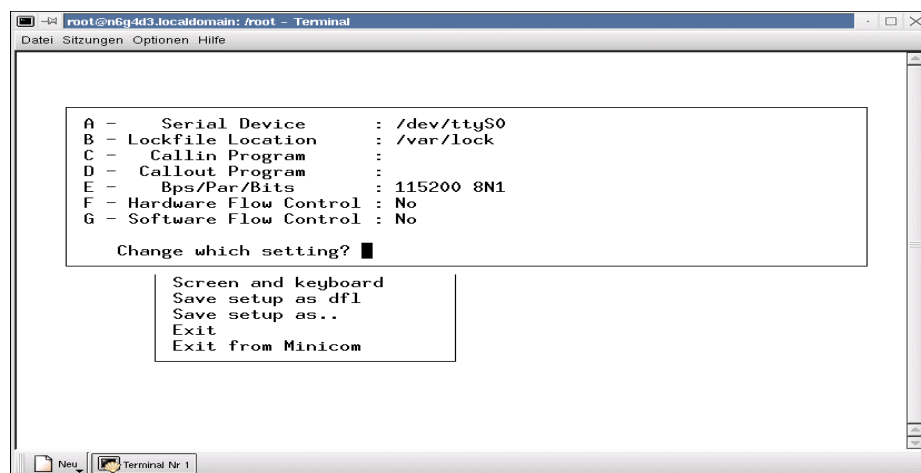 root@n6g4d3.localdomain: /root - Terminal
Datei Sitzungen Optionen Hilfe
A - Serial Device : /dev/ttyS0
B - Lockfile Location : /var/lock
C - Callin Program :
D - Callout Program :
E - Bps/Par/Bits : 115200 8N1
F - Hardware Flow Control : No
G - Software Flow Control : No
Change which setting?
Screen and keyboard
Save setup as dfl
Save setup as..
Exit
Exit from Minicom
Neu Terminal Nr 1